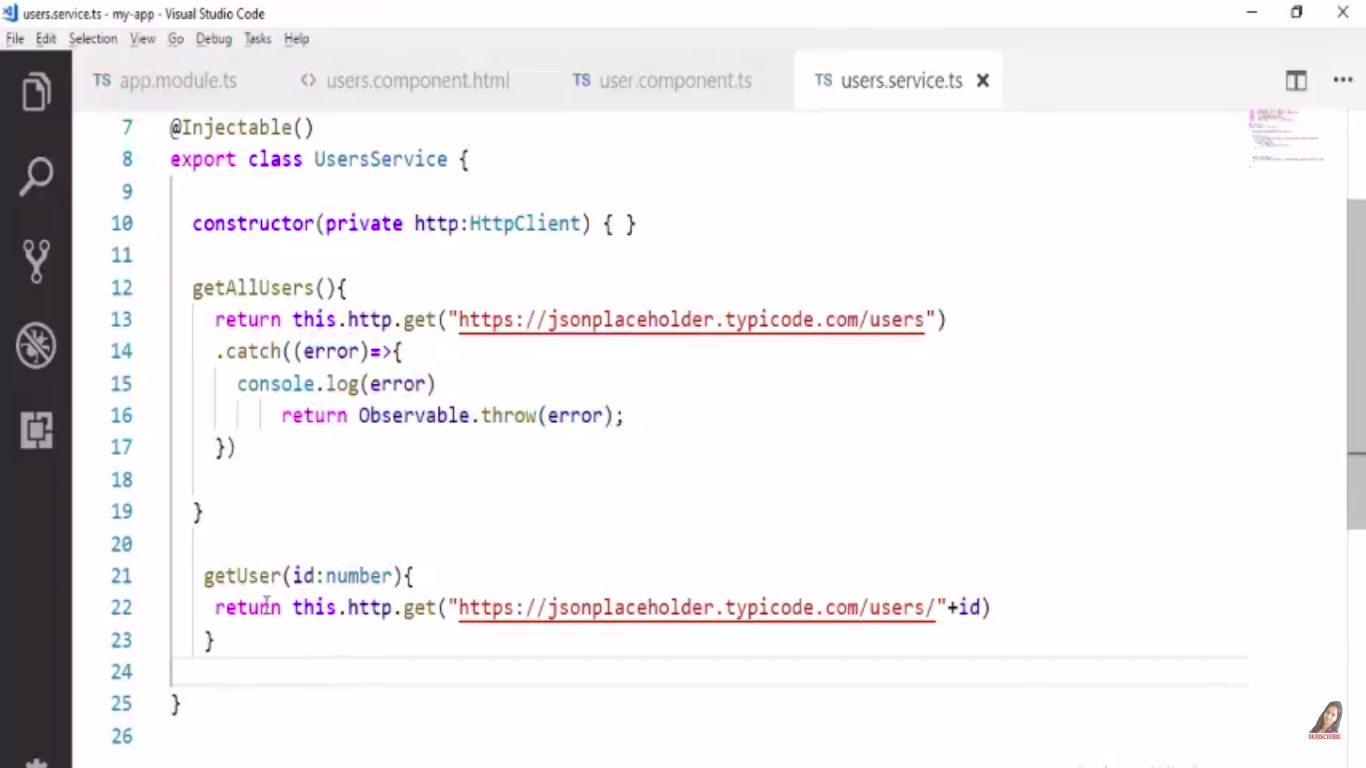 users.service.ts - my-app - Visual Studio Code
File Edit Selection View Go Debug Tasks Help
TS app.module.ts <> users.component.html TS user.component.ts TS users.service.ts
7 @Injectable()
8 export class UsersService {
9
10 constructor(private http:HttpClient) { }
11
12 getAllUsers(){
13 return this.http.get("https://jsonplaceholder.typicode.com/users")
14 .catch((error)=>{
15 console.log(error)
16 return Observable.throw(error);
17 })
18
19 }
20
21 getUser(id:number){
22 return this.http.get("https://jsonplaceholder.typicode.com/users/"+id)
23 }
24
25 }
26
SUBSCRIBE